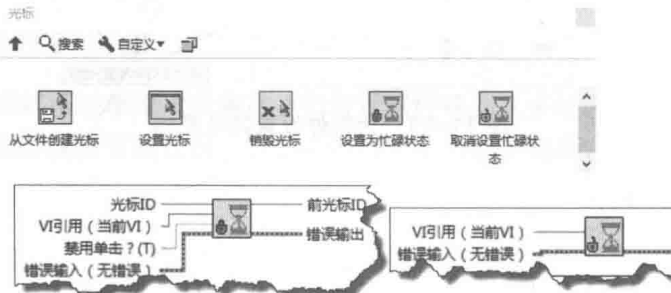 光标
搜索 自定义▾
从文件创建光标 设置光标 销毁光标 设置为忙碌状态 取消设置忙碌状
态
光标ID 前光标ID
VI引用（当前VI）
禁用单击？(T) 错误输出
错误输入（无错误）
VI引用（当前VI）
错误输入（无错误）